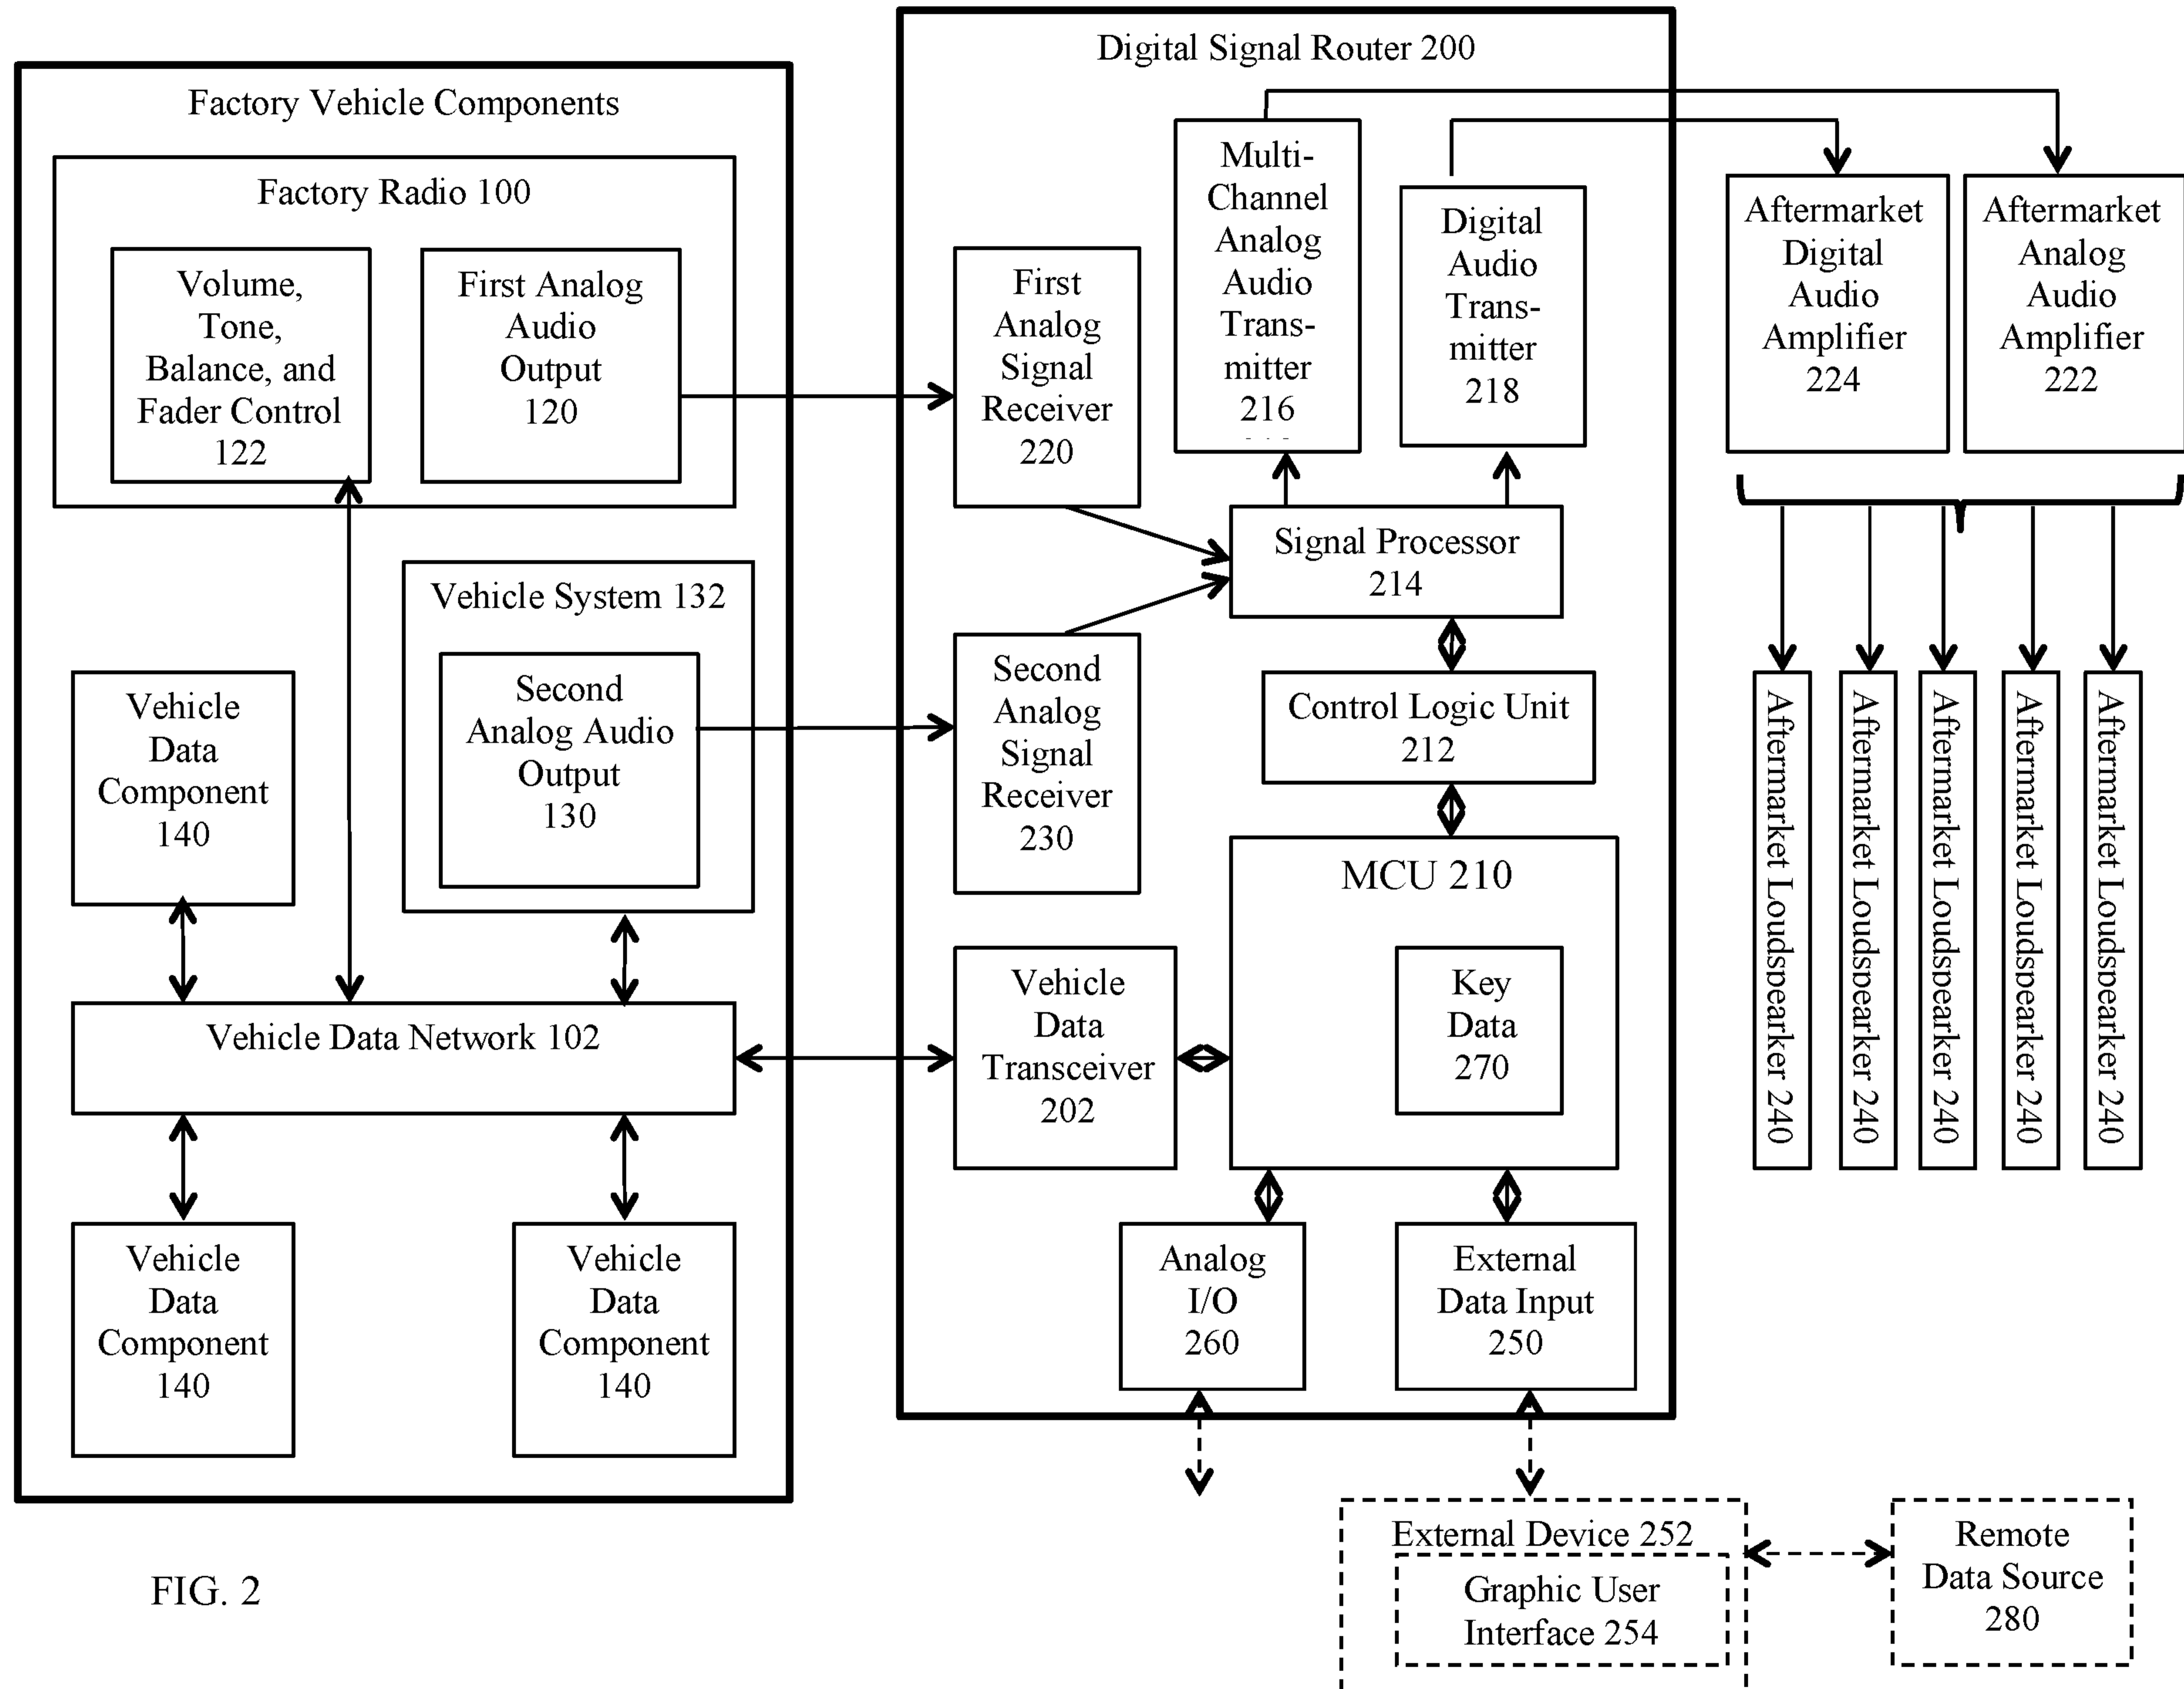 Digital Signal Router 200
Factory Vehicle Components
Factory Radio 100
Volume,
Tone,
Balance, and
Fader Control
122
First Analog
Audio
Output
120
Vehicle System 132
Second
Analog Audio
Output
130
Vehicle
Data
Component
140
Vehicle Data Network 102
Vehicle
Data
Component
140
Vehicle
Data
Component
140
First
Analog
Signal
Receiver
220
Multi-
Channel
Analog
Audio
Trans-
mitter
216
Digital
Audio
Trans-
mitter
218
Signal Processor
214
Second
Analog
Signal
Receiver
230
Control Logic Unit
212
MCU 210
Key
Data
270
Vehicle
Data
Transceiver
202
Analog
I/O
260
External
Data Input
250
Aftermarket
Digital
Audio
Amplifier
224
Aftermarket
Analog
Audio
Amplifier
222
Aftermarket Loudspearker 240
Aftermarket Loudspearker 240
Aftermarket Loudspearker 240
Aftermarket Loudspearker 240
Aftermarket Loudspearker 240
External Device 252
Graphic User
Interface 254
Remote
Data Source
280
FIG. 2